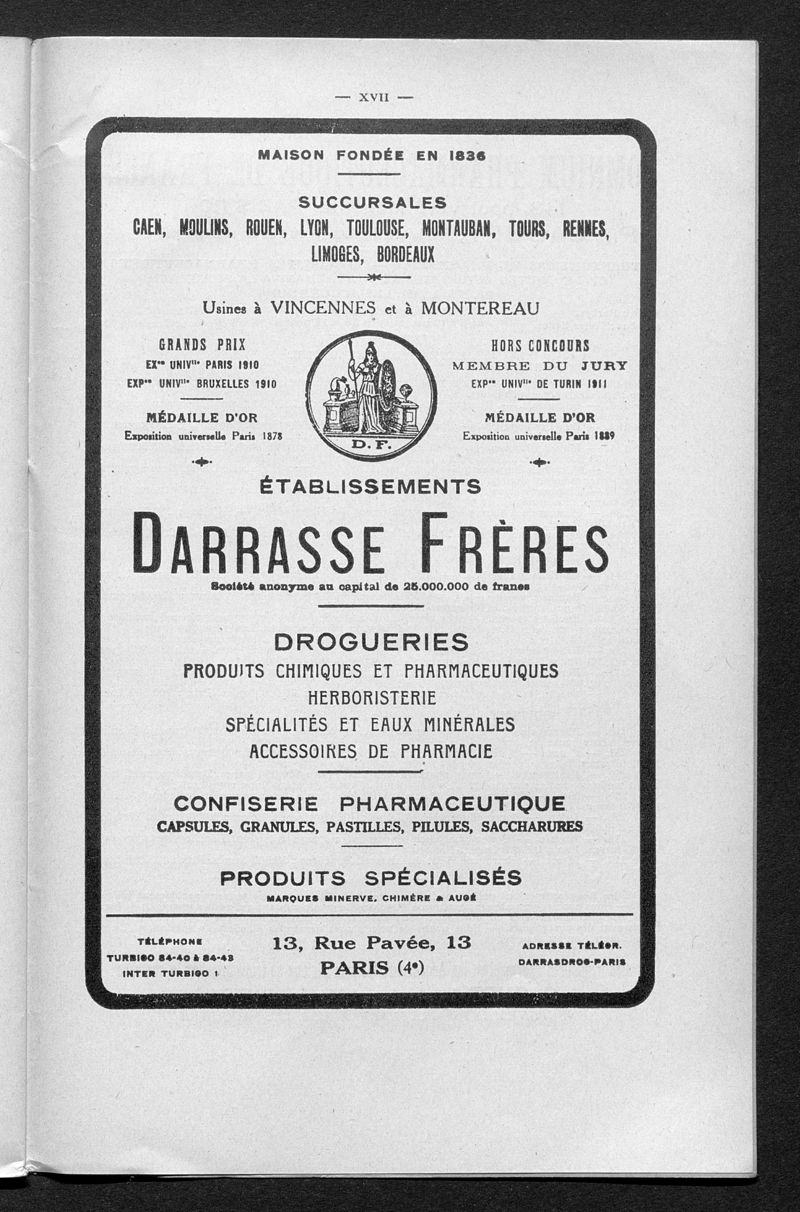 — XVII —
MAISON FONDÉE EN 1836
SUCCURSALES
CAEN, MOULINS, ROUEN, LYON, TOULOUSE, MONTAUBAN, TOURS, RENNES,
LIMOGES, BORDEAUX
Usines à VINCENNES et à MONTEREAU
GRANDS PRIX
EXᵒⁿ UNIVˡˡᵉ PARIS 1910
EXPᵒⁿ UNIVˡˡᵉ BRUXELLES 1910
MÉDAILLE D'OR
Exposition universelle Paris 1878
D. F.
HORS CONCOURS
MEMBRE DU JURY
EXPᵒⁿ UNIVˡˡᵉ DE TURIN 1911
MÉDAILLE D'OR
Exposition universelle Paris 1889
ÉTABLISSEMENTS
DARRASSE FRÈRES
Société anonyme au capital de 25.000.000 de francs
DROGUERIES
PRODUITS CHIMIQUES ET PHARMACEUTIQUES
HERBORISTERIE
SPÉCIALITÉS ET EAUX MINÉRALES
ACCESSOIRES DE PHARMACIE
CONFISERIE PHARMACEUTIQUE
CAPSULES, GRANULES, PASTILLES, PILULES, SACCHARURES
PRODUITS SPÉCIALISÉS
MARQUES MINERVE, CHIMÈRE & AUGÉ
TÉLÉPHONE
TURBIGO 84-40 à 84-43
INTER TURBIGO 1
13, Rue Pavée, 13
PARIS (4ᵉ)
ADRESSE TÉLÉGR.
DARRASDROG-PARIS